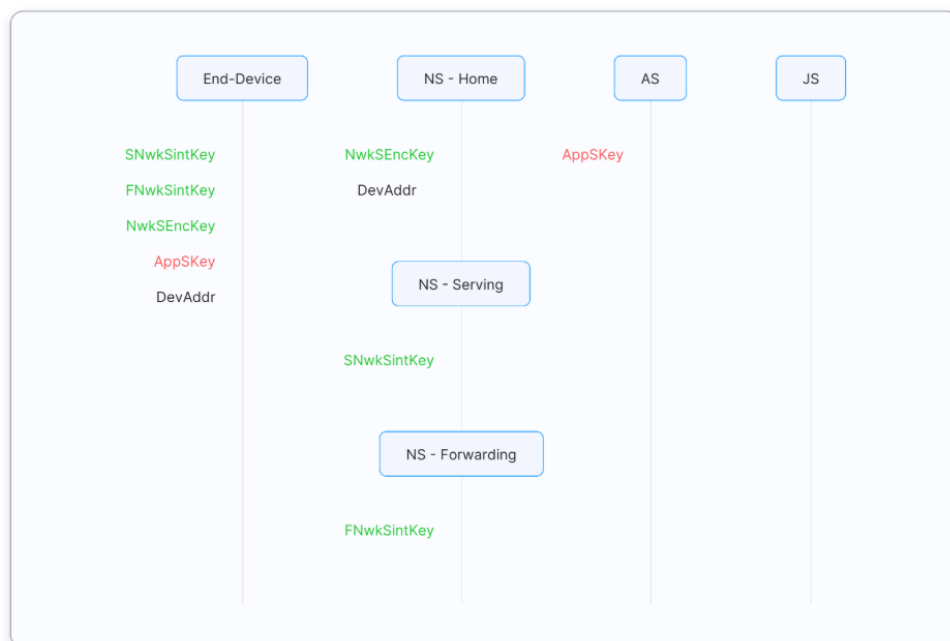 End-Device
NS - Home
AS
JS
SNwkSintKey
NwkSEncKey
AppSKey
FNwkSintKey
DevAddr
NwkSEncKey
AppSKey
NS - Serving
DevAddr
SNwkSintKey
NS - Forwarding
FNwkSintKey